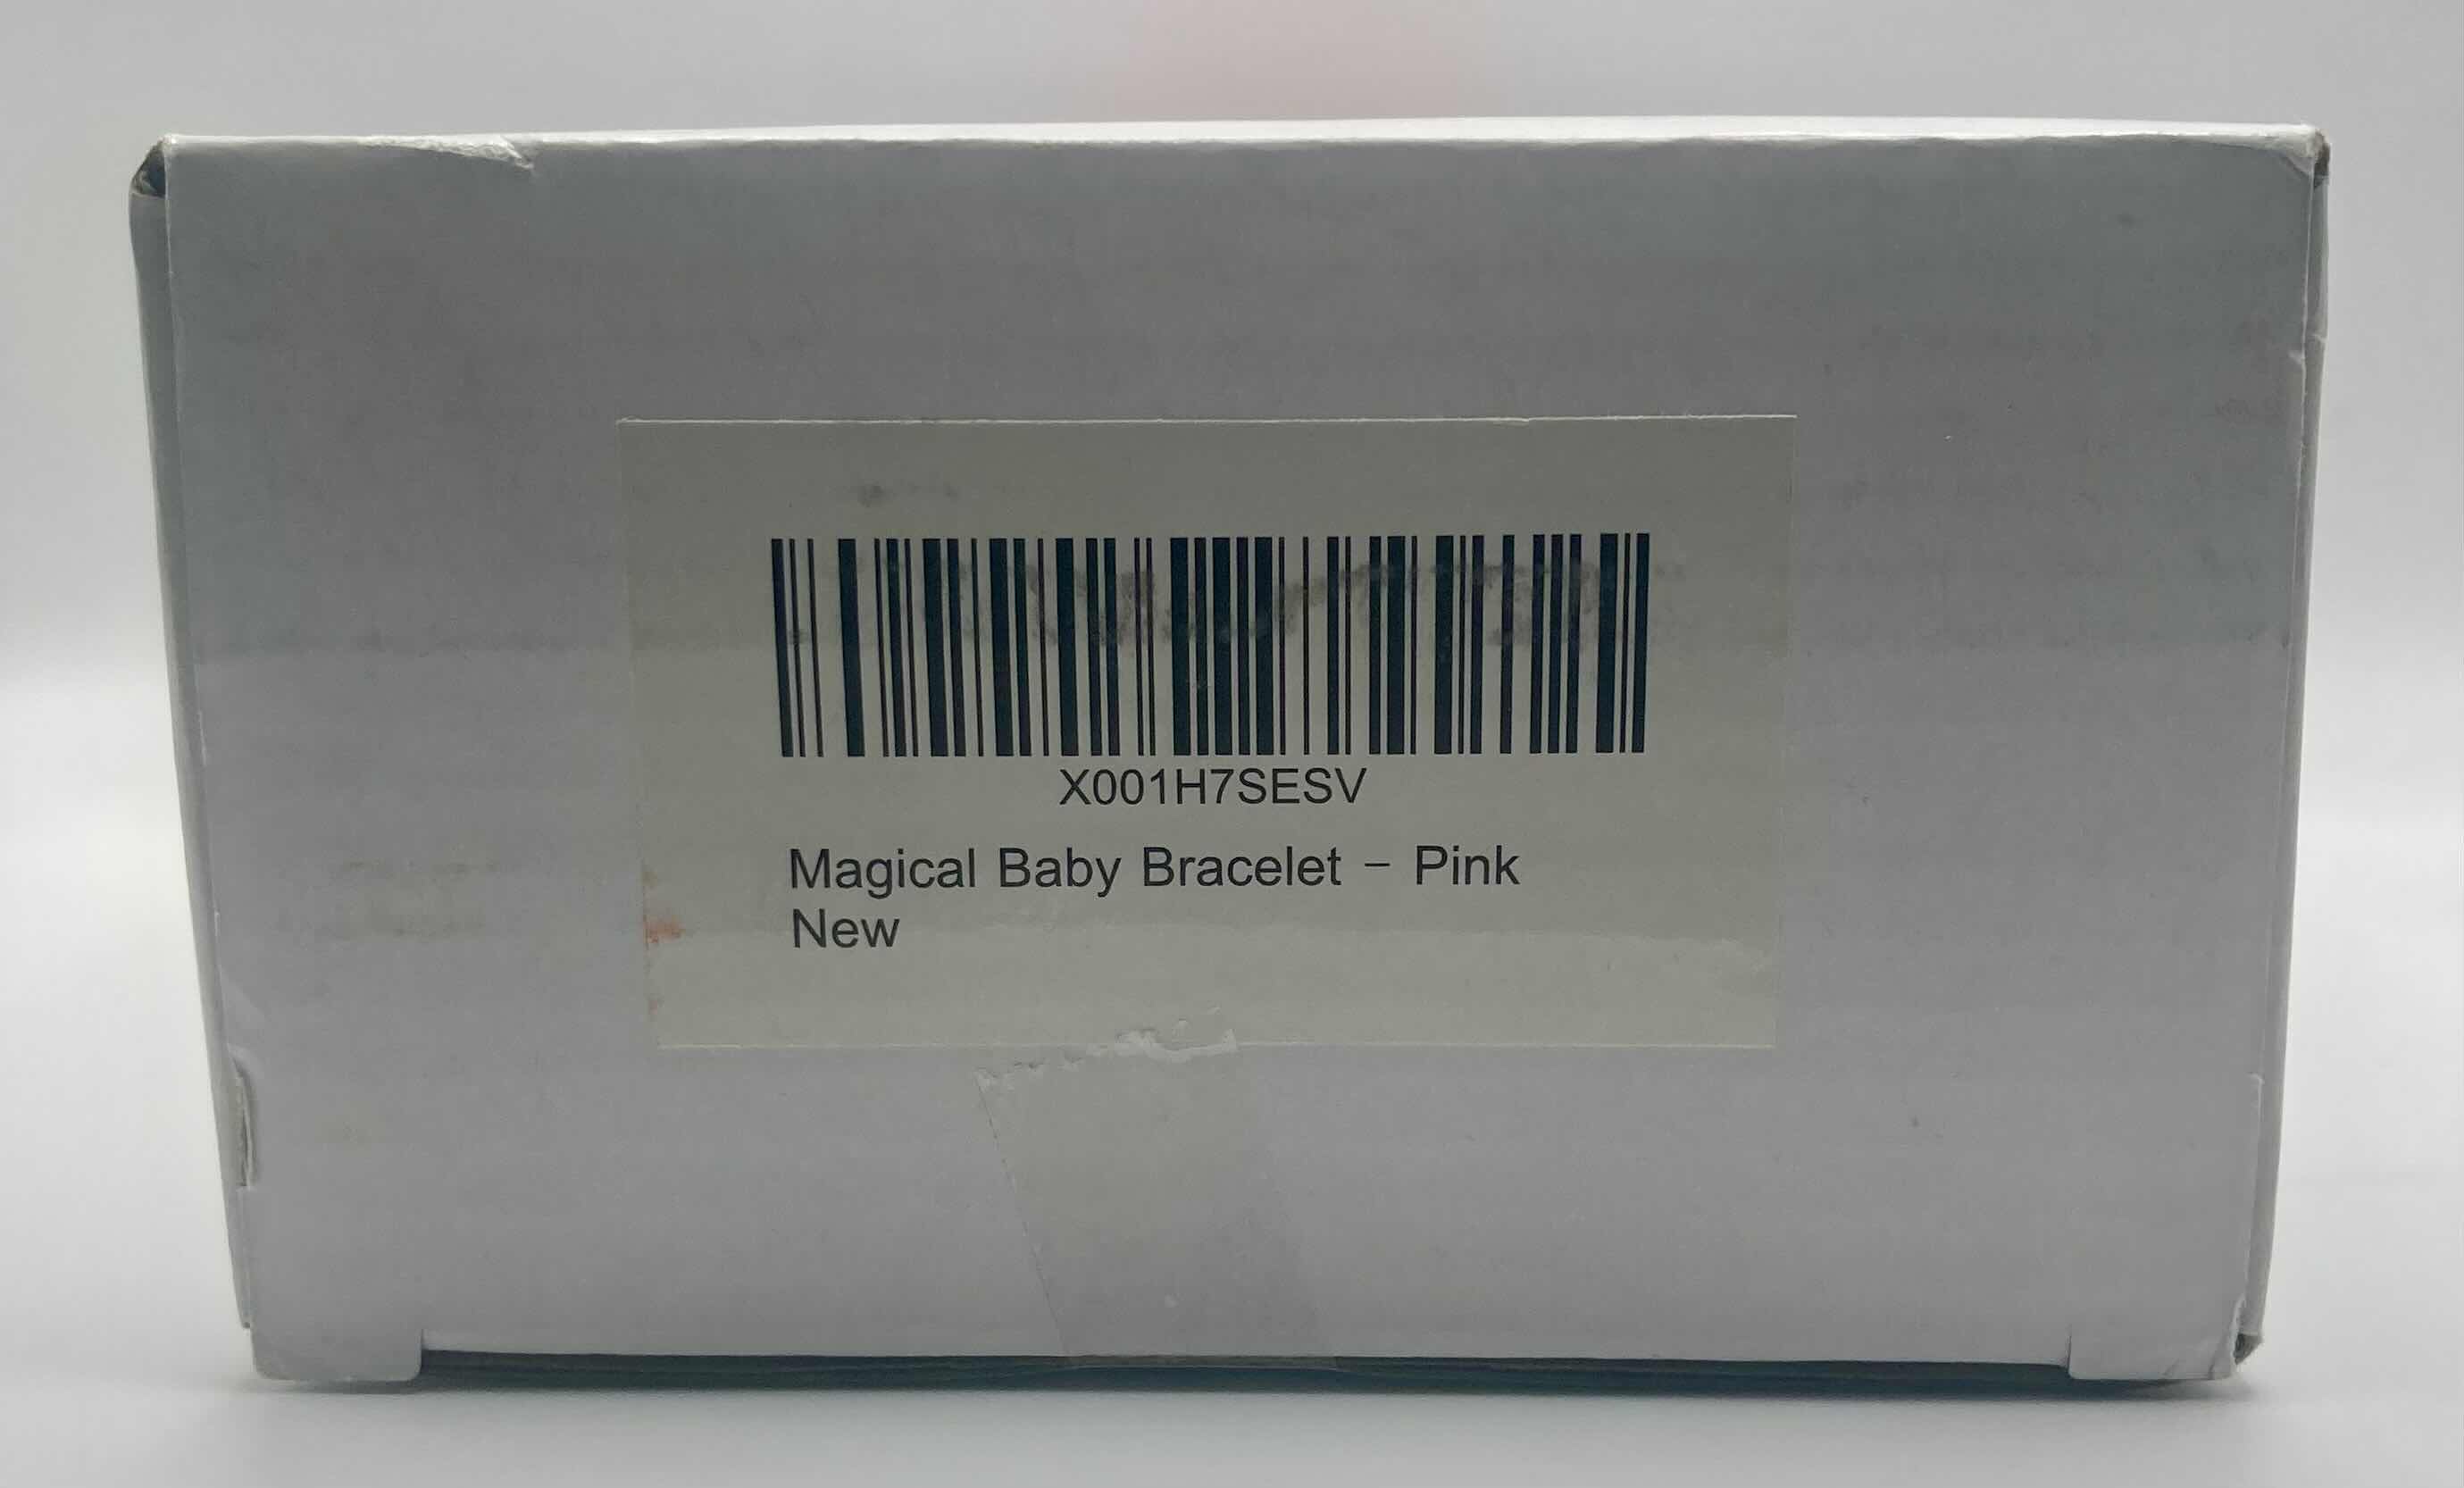 X001H7SESV
Magical Baby Bracelet - Pink
New